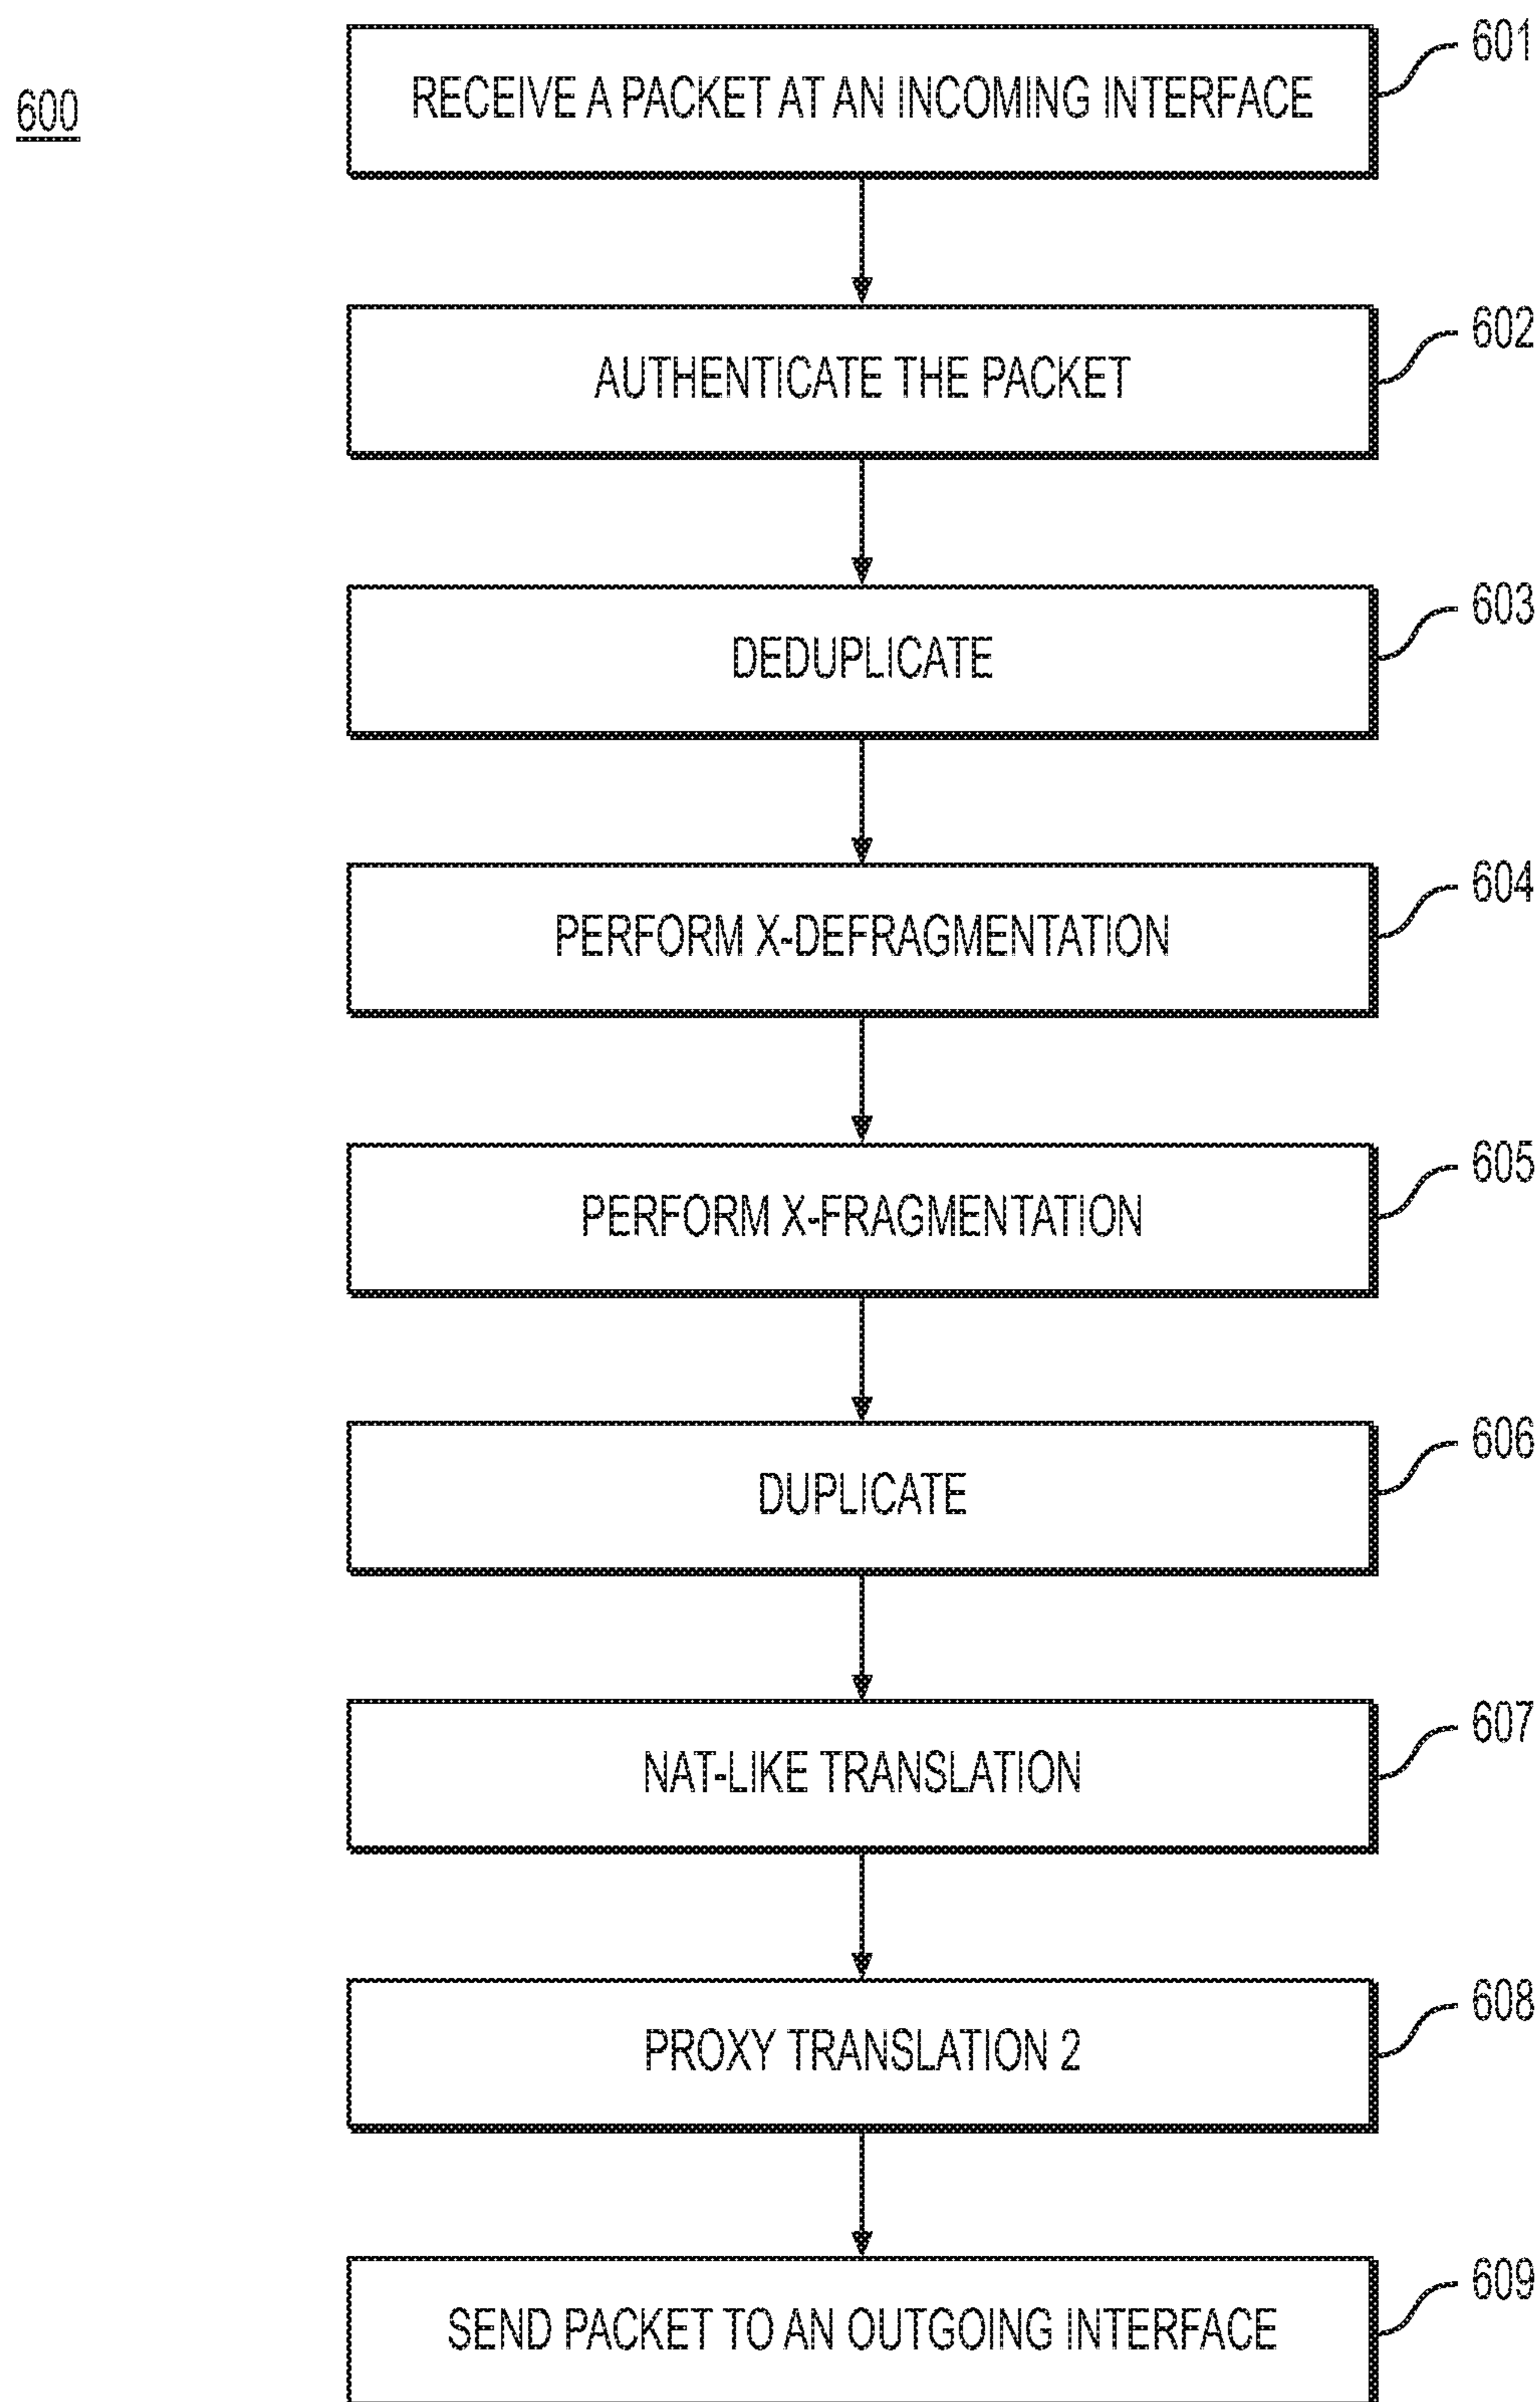 600
RECEIVE A PACKET AT AN INCOMING INTERFACE
601
AUTHENTICATE THE PACKET
602
DEDUPLICATE
603
PERFORM X-DEFRAGMENTATION
604
PERFORM X-FRAGMENTATION
605
DUPLICATE
606
NAT-LIKE TRANSLATION
607
PROXY TRANSLATION 2
608
SEND PACKET TO AN OUTGOING INTERFACE
609